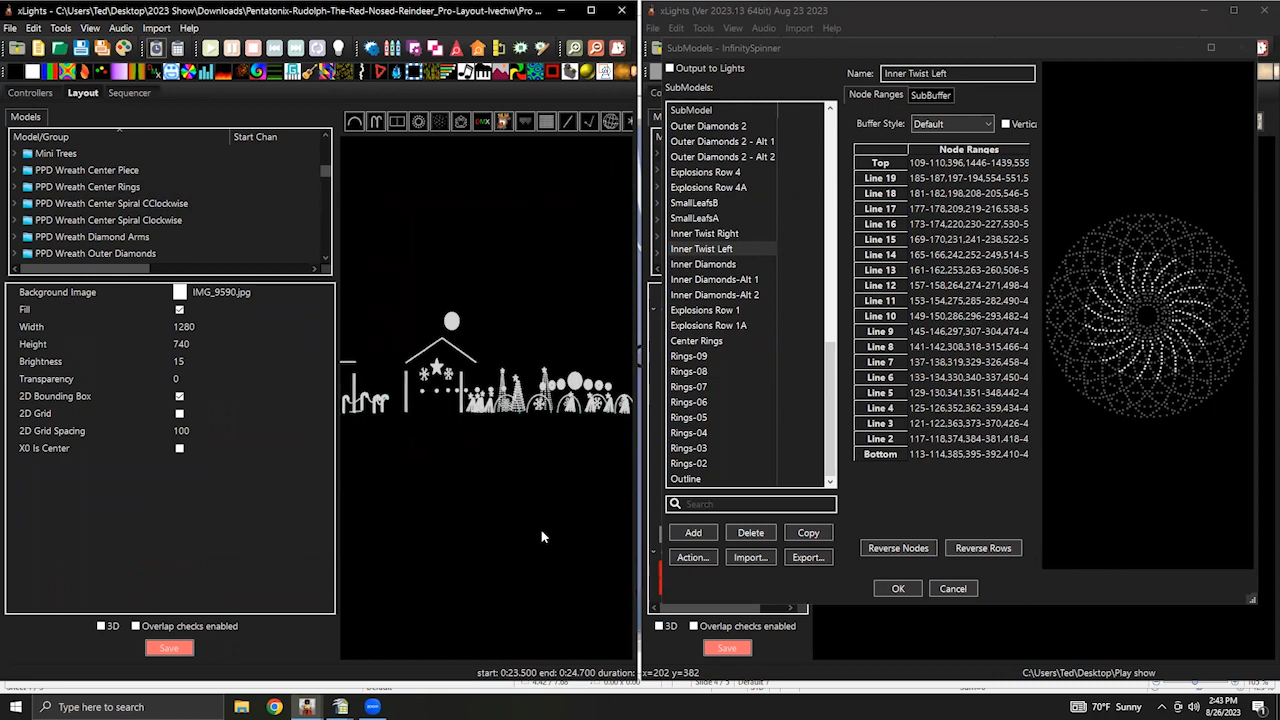 xLights - C:\Users\Ted\Desktop\2023 Show\Downloads\Pentatonix-Rudolph-The-Red-Nosed-Reindeer_Pro-Layout-Ivechw\Pro ...
File Edit Tools View Audio Import Help
Controllers Layout Sequencer
Models
Model/Group Start Chan
Mini Trees
PPD Wreath Center Piece
PPD Wreath Center Rings
PPD Wreath Center Spiral CClockwise
PPD Wreath Center Spiral Clockwise
PPD Wreath Diamond Arms
PPD Wreath Outer Diamonds
Background Image IMG_9590.jpg
Fill
Width 1280
Height 740
Brightness 15
Transparency 0
2D Bounding Box
2D Grid
2D Grid Spacing 100
X0 Is Center
3D Overlap checks enabled
Save
start: 0:23.500 end: 0:24.700 duration:
xLights (Ver 2023.13 64bit) Aug 23 2023
File Edit Tools View Audio Import Help
SubModels - InfinitySpinner
Output to Lights
SubModels:
SubModel
Outer Diamonds 2
Outer Diamonds 2 - Alt 1
Outer Diamonds 2 - Alt 2
Explosions Row 4
Explosions Row 4A
SmallLeafsB
SmallLeafsA
Inner Twist Right
Inner Twist Left
Inner Diamonds
Inner Diamonds-Alt 1
Inner Diamonds-Alt 2
Explosions Row 1
Explosions Row 1A
Center Rings
Rings-09
Rings-08
Rings-07
Rings-06
Rings-05
Rings-04
Rings-03
Rings-02
Outline
Search
Add Delete Copy
Action... Import... Export...
Name: Inner Twist Left
Node Ranges SubBuffer
Buffer Style: Default Vertic
Node Ranges
Top 109-110,396,1446-1439,559
Line 19 185-187,197-194,554-551,5
Line 18 181-182,198,208-205,546-5
Line 17 177-178,209,219-216,538-5
Line 16 173-174,220,230-227,530-5
Line 15 169-170,231,241-238,522-5
Line 14 165-166,242,252-249,514-5
Line 13 161-162,253,263-260,506-5
Line 12 157-158,264,274-271,498-4
Line 11 153-154,275,285-282,490-4
Line 10 149-150,286,296-293,482-4
Line 9 145-146,297,307-304,474-4
Line 8 141-142,308,318-315,466-4
Line 7 137-138,319,329-326,458-4
Line 6 133-134,330,340-337,450-4
Line 5 129-130,341,351-348,442-4
Line 4 125-126,352,362-359,434-4
Line 3 121-122,363,373-370,426-4
Line 2 117-118,374,384-381,418-4
Bottom 113-114,385,395-392,410-4
Reverse Nodes Reverse Rows
OK Cancel
3D Overlap checks enabled
Save
x=202 y=382 C:\Users\Ted\Desktop\Play show
Type here to search
70°F Sunny
2:43 PM
8/26/2023